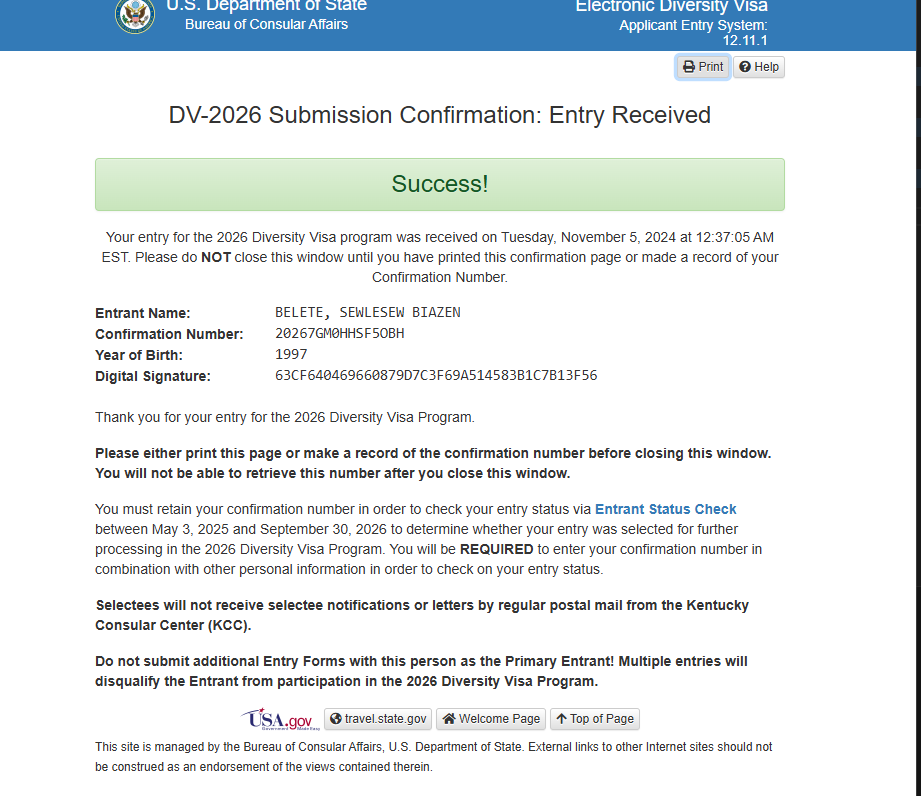 U.S. Department of State
Bureau of Consular Affairs
Electronic Diversity Visa
Applicant Entry System:
12.11.1
Print Help
DV-2026 Submission Confirmation: Entry Received
Success!
Your entry for the 2026 Diversity Visa program was received on Tuesday, November 5, 2024 at 12:37:05 AM
EST. Please do NOT close this window until you have printed this confirmation page or made a record of your
Confirmation Number.
Entrant Name: BELETE, SEWLESEW BIAZEN
Confirmation Number: 20267GM0HHSF5OBH
Year of Birth: 1997
Digital Signature: 63CF640469660879D7C3F69A514583B1C7B13F56
Thank you for your entry for the 2026 Diversity Visa Program.
Please either print this page or make a record of the confirmation number before closing this window.
You will not be able to retrieve this number after you close this window.
You must retain your confirmation number in order to check your entry status via Entrant Status Check
between May 3, 2025 and September 30, 2026 to determine whether your entry was selected for further
processing in the 2026 Diversity Visa Program. You will be REQUIRED to enter your confirmation number in
combination with other personal information in order to check on your entry status.
Selectees will not receive selectee notifications or letters by regular postal mail from the Kentucky
Consular Center (KCC).
Do not submit additional Entry Forms with this person as the Primary Entrant! Multiple entries will
disqualify the Entrant from participation in the 2026 Diversity Visa Program.
USA.gov travel.state.gov Welcome Page Top of Page
Government Made Easy
This site is managed by the Bureau of Consular Affairs, U.S. Department of State. External links to other Internet sites should not
be construed as an endorsement of the views contained therein.